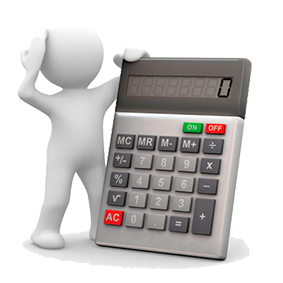 0
ON OFF
MC MR M- M+ ÷
+/- 7 8 9 ×
% 4 5 6 -
√ 1 2 3 +
AC 0 . =